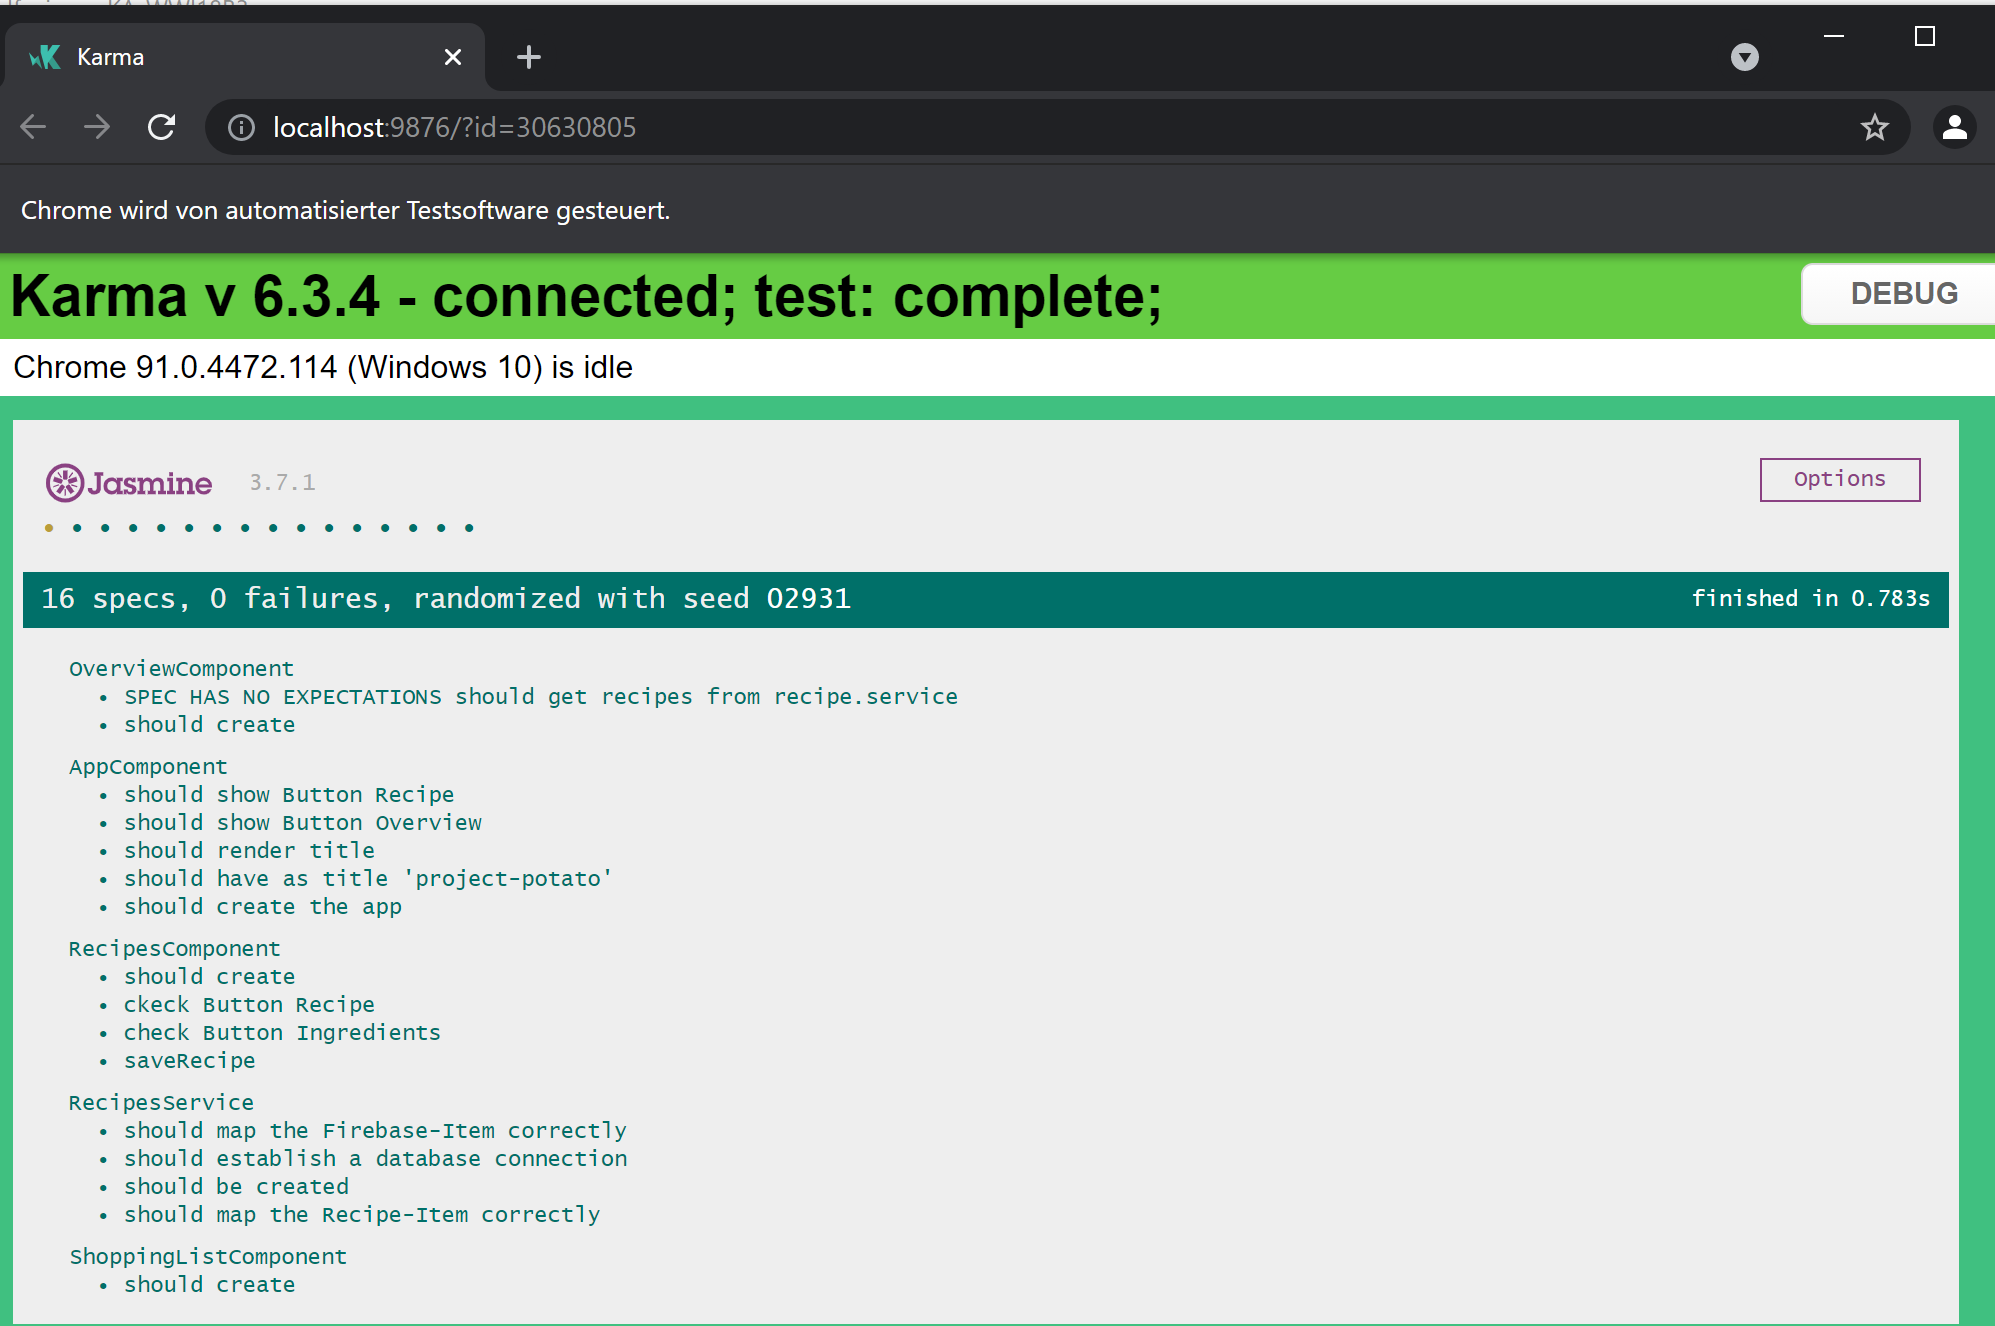 Karma
localhost:9876/?id=30630805
Chrome wird von automatisierter Testsoftware gesteuert.
Karma v 6.3.4 - connected; test: complete;
DEBUG
Chrome 91.0.4472.114 (Windows 10) is idle
Jasmine 3.7.1
Options
16 specs, 0 failures, randomized with seed 02931
finished in 0.783s
OverviewComponent
• SPEC HAS NO EXPECTATIONS should get recipes from recipe.service
• should create
AppComponent
• should show Button Recipe
• should show Button Overview
• should render title
• should have as title 'project-potato'
• should create the app
RecipesComponent
• should create
• ckeck Button Recipe
• check Button Ingredients
• saveRecipe
RecipesService
• should map the Firebase-Item correctly
• should establish a database connection
• should be created
• should map the Recipe-Item correctly
ShoppingListComponent
• should create